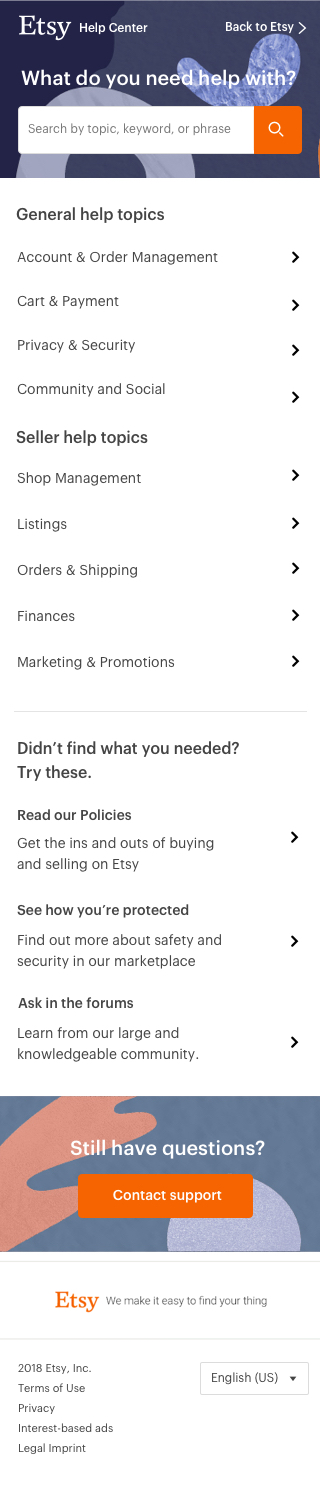 Etsy Help Center
Back to Etsy
What do you need help with?
Search by topic, keyword, or phrase
General help topics
Account & Order Management
Cart & Payment
Privacy & Security
Community and Social
Seller help topics
Shop Management
Listings
Orders & Shipping
Finances
Marketing & Promotions
Didn’t find what you needed?
Try these.
Read our Policies
Get the ins and outs of buying
and selling on Etsy
See how you’re protected
Find out more about safety and
security in our marketplace
Ask in the forums
Learn from our large and
knowledgeable community.
Still have questions?
Contact support
Etsy We make it easy to find your thing
2018 Etsy, Inc.
English (US)
Terms of Use
Privacy
Interest-based ads
Legal Imprint